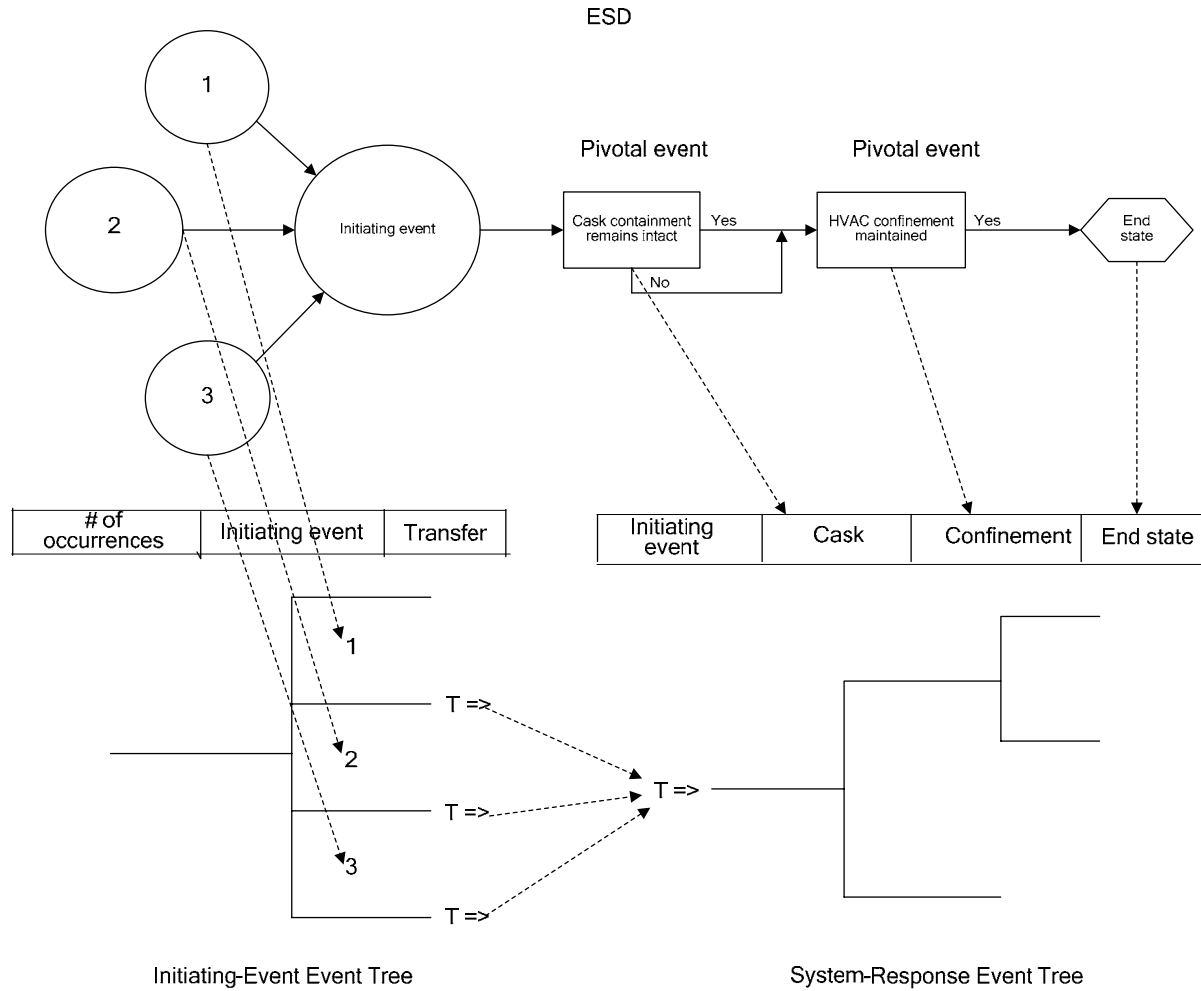 ESD
1
2
3
Initiating event
Pivotal event
Cask containment
remains intact
Yes
No
Pivotal event
HVAC confinement
maintained
Yes
End
state
# of
occurrences
Initiating event
Transfer
Initiating
event
Cask
Confinement
End state
1
T =>
2
T =>
3
T =>
T =>
Initiating-Event Event Tree
System-Response Event Tree